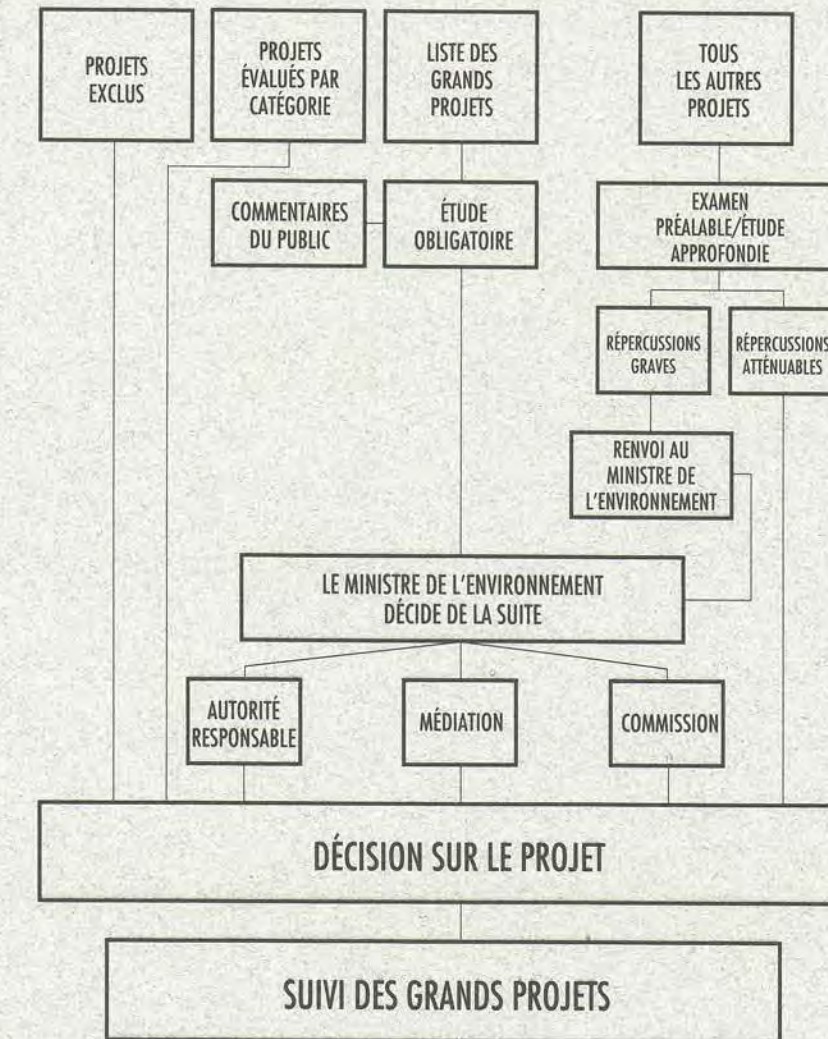 PROJETS
EXCLUS
PROJETS
ÉVALUÉS PAR
CATÉGORIE
LISTE DES
GRANDS
PROJETS
TOUS
LES AUTRES
PROJETS
COMMENTAIRES
DU PUBLIC
ÉTUDE
OBLIGATOIRE
EXAMEN
PRÉALABLE/ÉTUDE
APPROFONDIE
RÉPERCUSSIONS
GRAVES
RÉPERCUSSIONS
ATTÉNUABLES
RENVOI AU
MINISTRE DE
L'ENVIRONNEMENT
LE MINISTRE DE L'ENVIRONNEMENT
DÉCIDE DE LA SUITE
AUTORITÉ
RESPONSABLE
MÉDIATION
COMMISSION
DÉCISION SUR LE PROJET
SUIVI DES GRANDS PROJETS